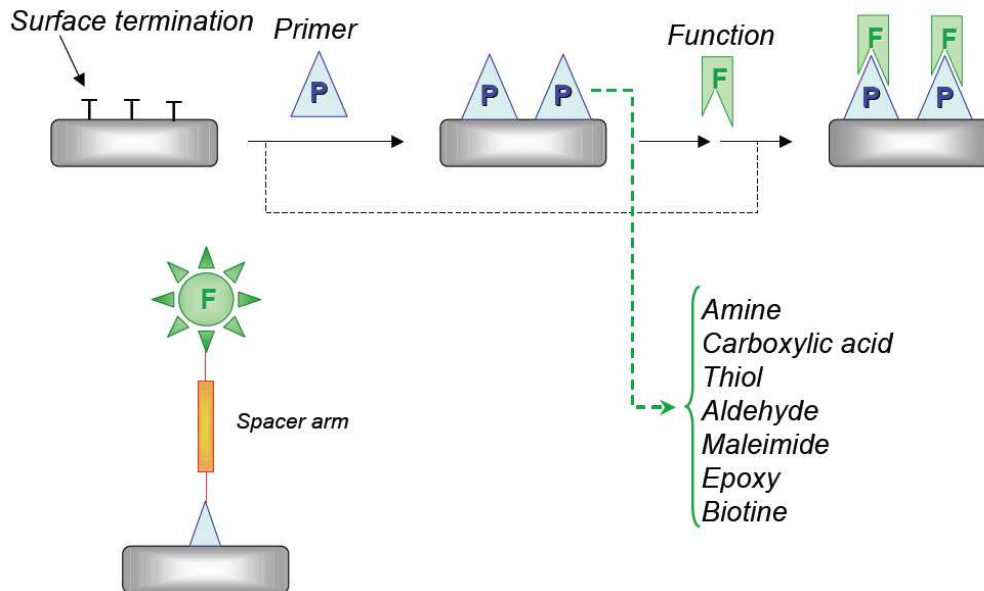 Surface termination
Primer
Function
T T T
P
P P
F
F F
P P
F
Spacer arm
Amine
Carboxylic acid
Thiol
Aldehyde
Maleimide
Epoxy
Biotine